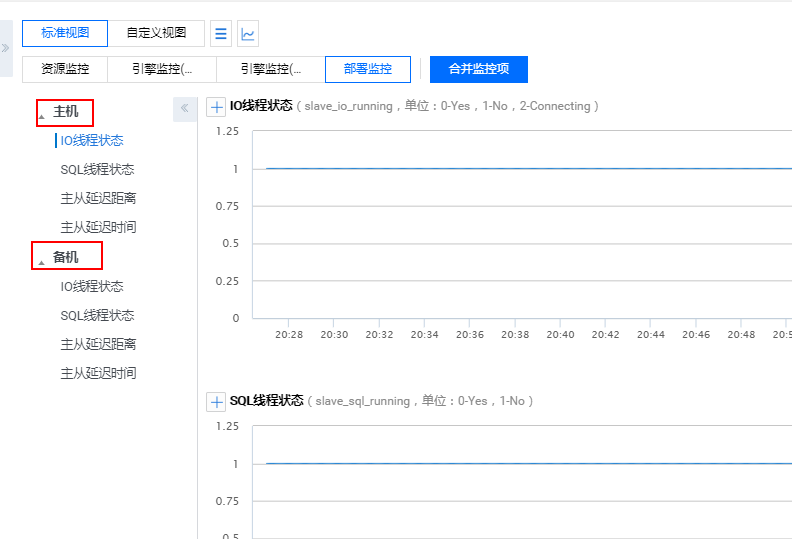 标准视图 自定义视图
资源监控 引擎监控(... 引擎监控(... 部署监控 合并监控项
主机
IO线程状态
SQL线程状态
主从延迟距离
主从延迟时间
备机
IO线程状态
SQL线程状态
主从延迟距离
主从延迟时间
IO线程状态 ( slave_io_running，单位：0-Yes，1-No，2-Connecting )
1.25
1
0.75
0.5
0.25
0
20:28 20:30 20:32 20:34 20:36 20:38 20:40 20:42 20:44 20:46 20:48 20:5
SQL线程状态 ( slave_sql_running，单位：0-Yes，1-No )
1.25
1
0.75
0.5